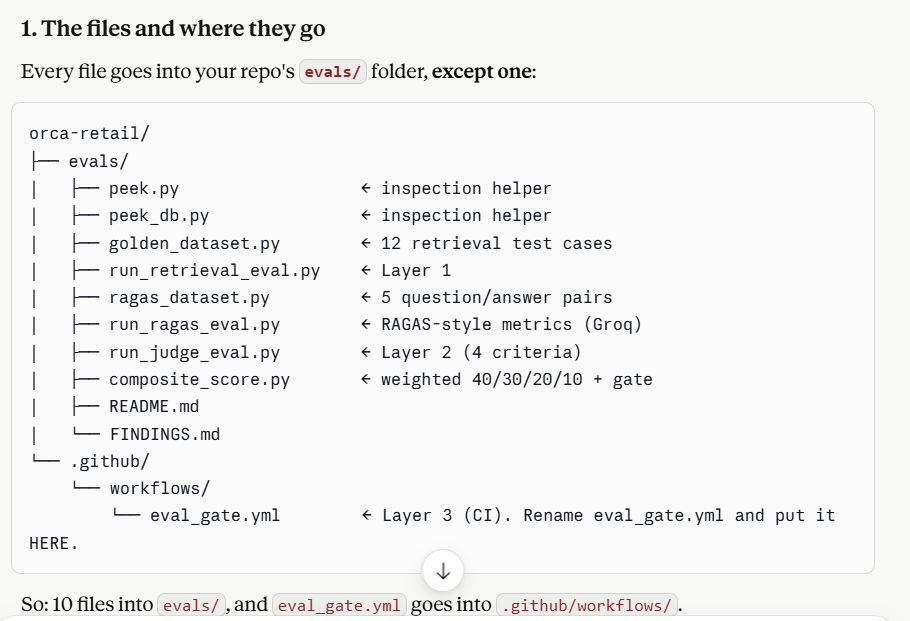 1. The files and where they go
Every file goes into your repo's evals/ folder, except one:
orca-retail/
├── evals/
│   ├── peek.py                  ← inspection helper
│   ├── peek_db.py               ← inspection helper
│   ├── golden_dataset.py        ← 12 retrieval test cases
│   ├── run_retrieval_eval.py    ← Layer 1
│   ├── ragas_dataset.py         ← 5 question/answer pairs
│   ├── run_ragas_eval.py        ← RAGAS-style metrics (Groq)
│   ├── run_judge_eval.py        ← Layer 2 (4 criteria)
│   ├── composite_score.py       ← weighted 40/30/20/10 + gate
│   ├── README.md
│   └── FINDINGS.md
└── .github/
    └── workflows/
        └── eval_gate.yml        ← Layer 3 (CI). Rename eval_gate.yml and put it
HERE.
So: 10 files into evals/, and eval_gate.yml goes into .github/workflows/.